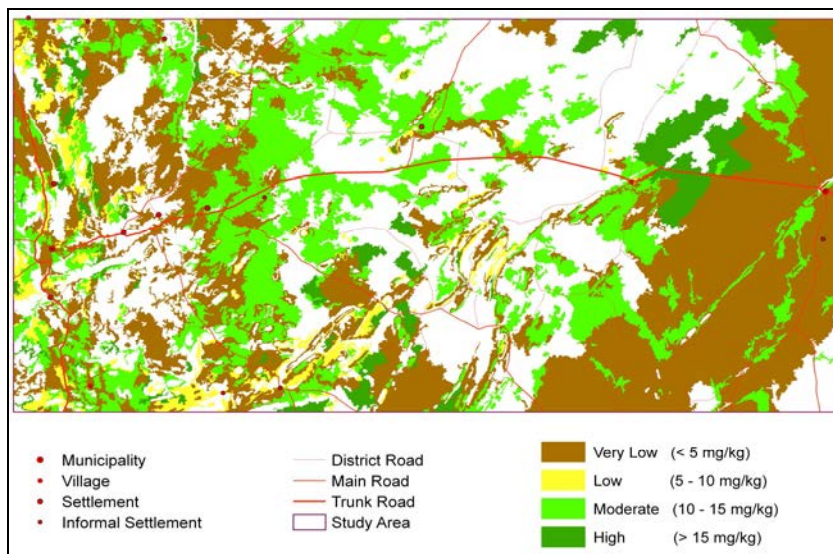 Municipality
Village
Settlement
Informal Settlement
District Road
Main Road
Trunk Road
Study Area
Very Low (< 5 mg/kg)
Low (5 - 10 mg/kg)
Moderate (10 - 15 mg/kg)
High (> 15 mg/kg)